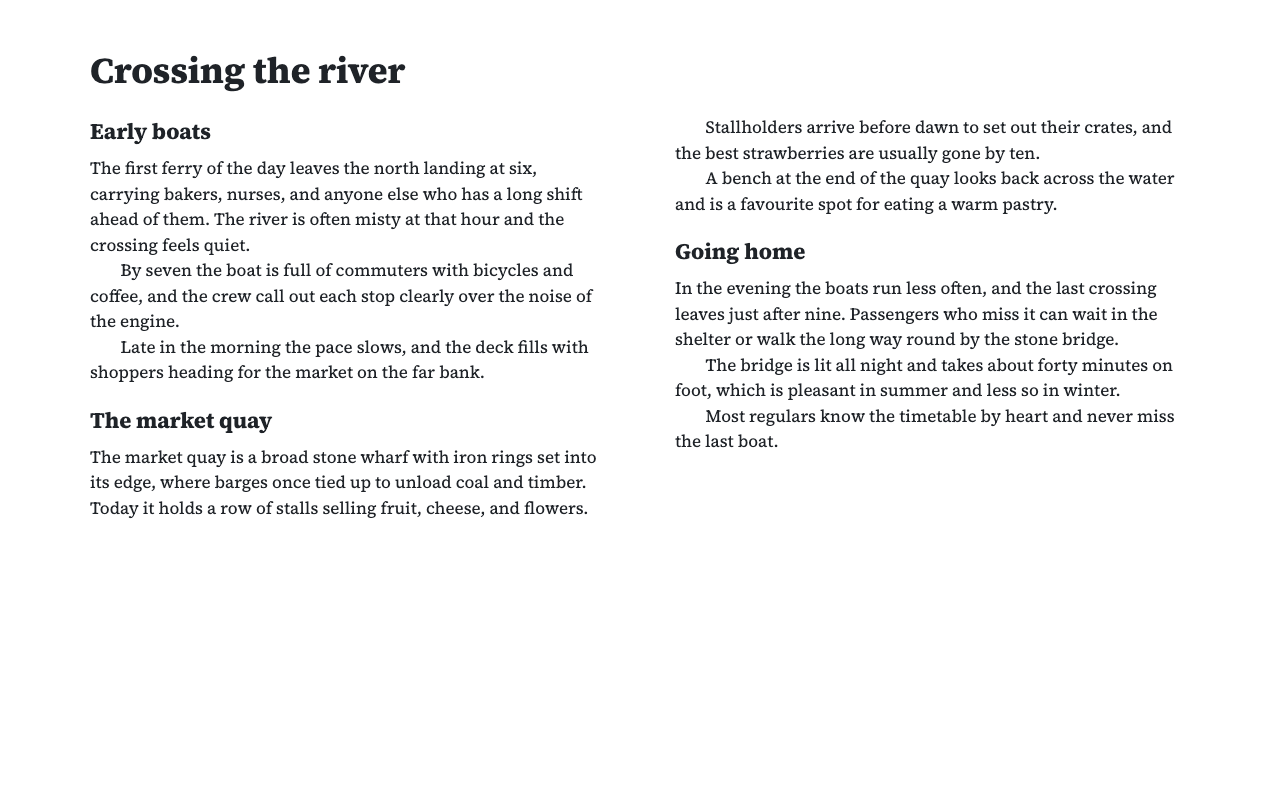 Crossing the river
Early boats
The first ferry of the day leaves the north landing at six,
carrying bakers, nurses, and anyone else who has a long shift
ahead of them. The river is often misty at that hour and the
crossing feels quiet.
By seven the boat is full of commuters with bicycles and
coffee, and the crew call out each stop clearly over the noise of
the engine.
Late in the morning the pace slows, and the deck fills with
shoppers heading for the market on the far bank.
The market quay
The market quay is a broad stone wharf with iron rings set into
its edge, where barges once tied up to unload coal and timber.
Today it holds a row of stalls selling fruit, cheese, and flowers.
Stallholders arrive before dawn to set out their crates, and
the best strawberries are usually gone by ten.
A bench at the end of the quay looks back across the water
and is a favourite spot for eating a warm pastry.
Going home
In the evening the boats run less often, and the last crossing
leaves just after nine. Passengers who miss it can wait in the
shelter or walk the long way round by the stone bridge.
The bridge is lit all night and takes about forty minutes on
foot, which is pleasant in summer and less so in winter.
Most regulars know the timetable by heart and never miss
the last boat.